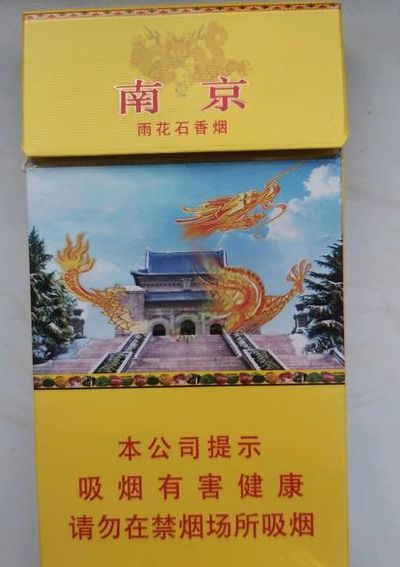 南京
雨花石香烟
本公司提示
吸烟有害健康
请勿在禁烟场所吸烟